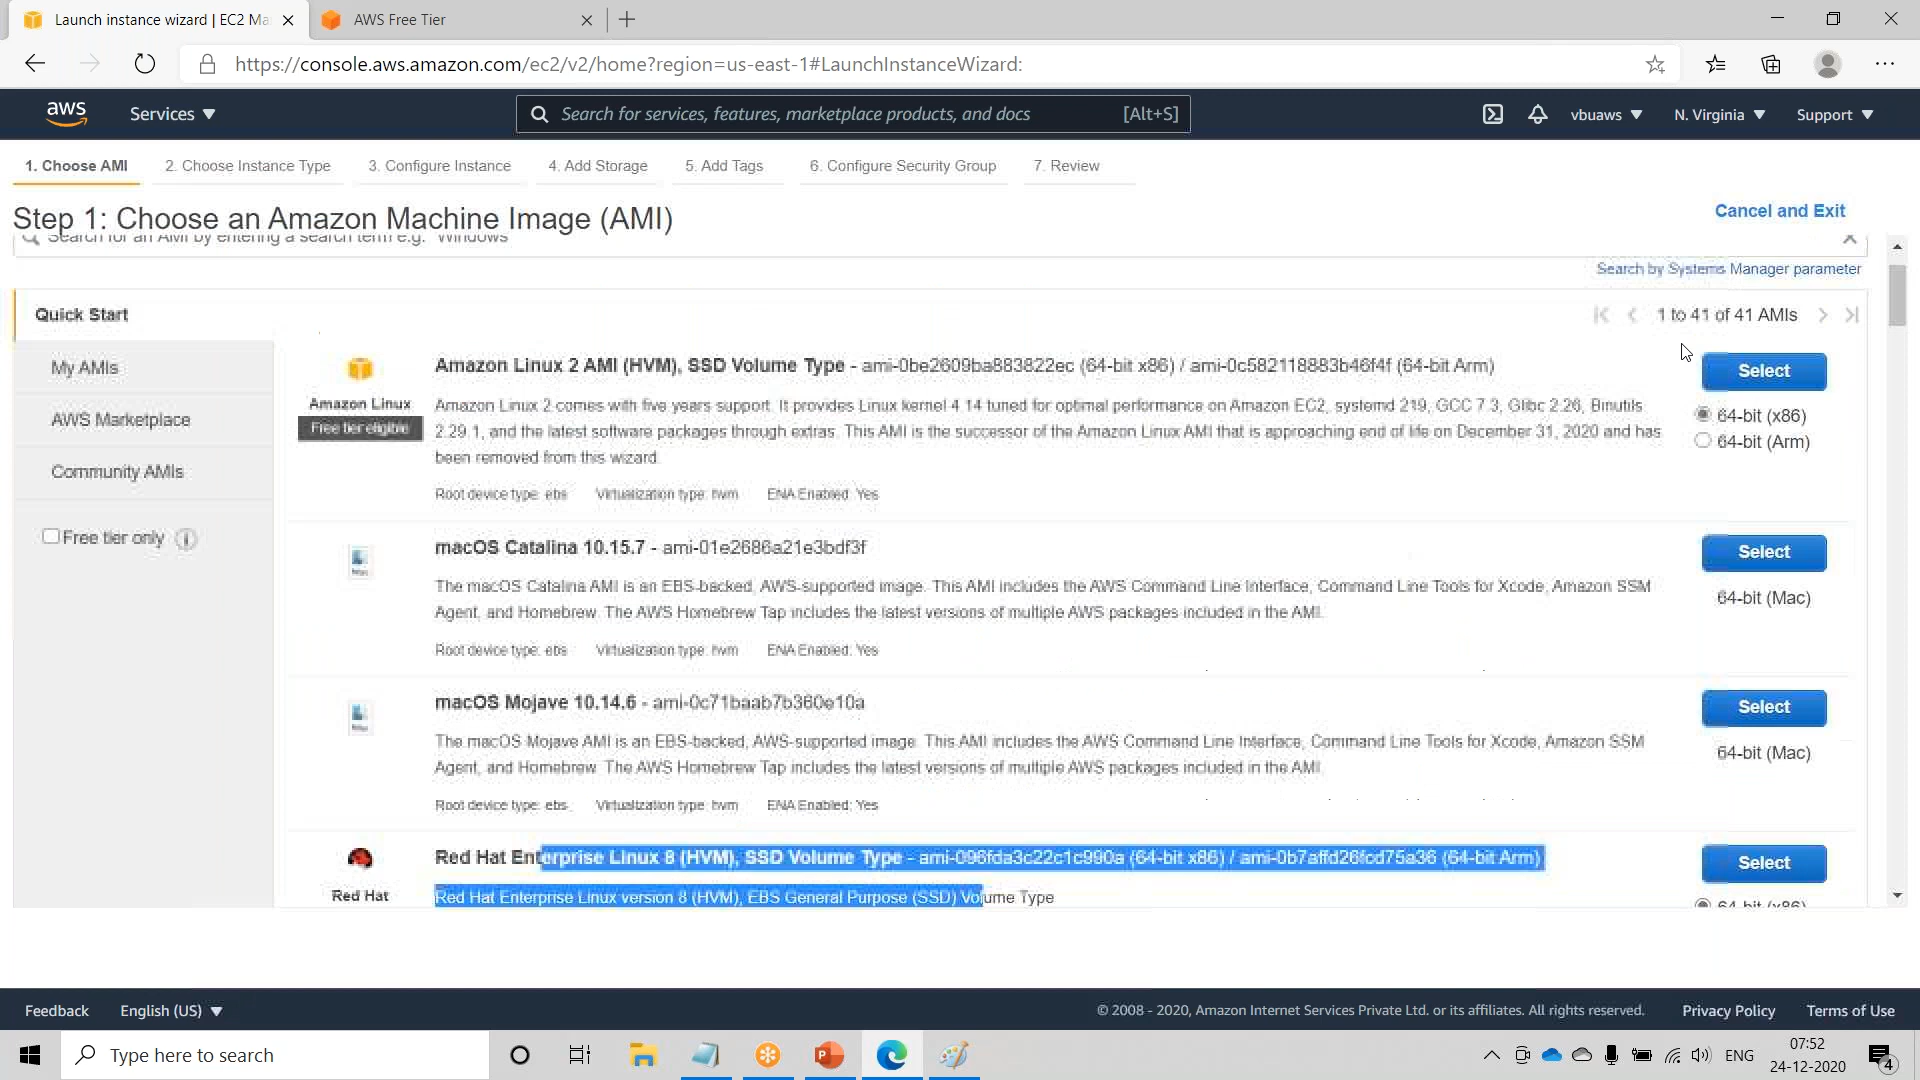 Launch instance wizard | EC2 Ma
AWS Free Tier
https://console.aws.amazon.com/ec2/v2/home?region=us-east-1#LaunchInstanceWizard:
aws
Services
Search for services, features, marketplace products, and docs
[Alt+S]
vbuaws
N. Virginia
Support
1. Choose AMI
2. Choose Instance Type
3. Configure Instance
4. Add Storage
5. Add Tags
6. Configure Security Group
7. Review
Step 1: Choose an Amazon Machine Image (AMI)
Cancel and Exit
Search for an AMI by entering a search term e.g. "Windows"
Search by Systems Manager parameter
Quick Start
1 to 41 of 41 AMIs
My AMIs
AWS Marketplace
Community AMIs
Free tier only
Amazon Linux
Free tier eligible
Amazon Linux 2 AMI (HVM), SSD Volume Type - ami-0be2609ba883822ec (64-bit x86) / ami-0c582118883b46f4f (64-bit Arm)
Amazon Linux 2 comes with five years support. It provides Linux kernel 4.14 tuned for optimal performance on Amazon EC2, systemd 219, GCC 7.3, Glibc 2.26, Binutils
2.29.1, and the latest software packages through extras. This AMI is the successor of the Amazon Linux AMI that is approaching end of life on December 31, 2020 and has
been removed from this wizard.
Root device type: ebs Virtualization type: hvm ENA Enabled: Yes
Select
64-bit (x86)
64-bit (Arm)
macOS Catalina 10.15.7 - ami-01e2686a21e3bdf3f
The macOS Catalina AMI is an EBS-backed, AWS-supported image. This AMI includes the AWS Command Line Interface, Command Line Tools for Xcode, Amazon SSM
Agent, and Homebrew. The AWS Homebrew Tap includes the latest versions of multiple AWS packages included in the AMI.
Root device type: ebs Virtualization type: hvm ENA Enabled: Yes
Select
64-bit (Mac)
macOS Mojave 10.14.6 - ami-0c71baab7b360e10a
The macOS Mojave AMI is an EBS-backed, AWS-supported image. This AMI includes the AWS Command Line Interface, Command Line Tools for Xcode, Amazon SSM
Agent, and Homebrew. The AWS Homebrew Tap includes the latest versions of multiple AWS packages included in the AMI.
Root device type: ebs Virtualization type: hvm ENA Enabled: Yes
Select
64-bit (Mac)
Red Hat
Red Hat Enterprise Linux 8 (HVM), SSD Volume Type - ami-096fda3c22c1c990a (64-bit x86) / ami-0b7affd26fcd75a36 (64-bit Arm)
Red Hat Enterprise Linux version 8 (HVM), EBS General Purpose (SSD) Volume Type
Select
64-bit (x86)
Feedback
English (US)
© 2008 - 2020, Amazon Internet Services Private Ltd. or its affiliates. All rights reserved.
Privacy Policy
Terms of Use
Type here to search
ENG
07:52
24-12-2020
4